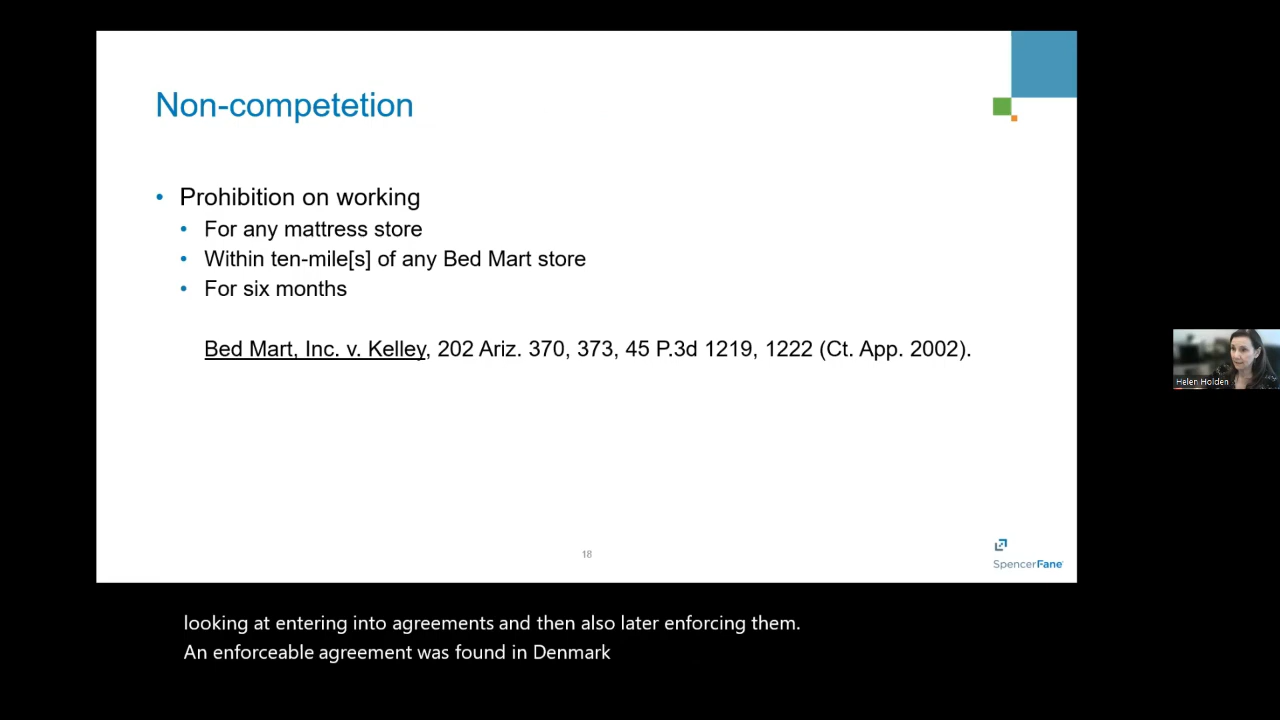 Non-competetion
• Prohibition on working
• For any mattress store
• Within ten-mile[s] of any Bed Mart store
• For six months
Bed Mart, Inc. v. Kelley, 202 Ariz. 370, 373, 45 P.3d 1219, 1222 (Ct. App. 2002).
Helen Holden
18
SpencerFane
looking at entering into agreements and then also later enforcing them.
An enforceable agreement was found in Denmark